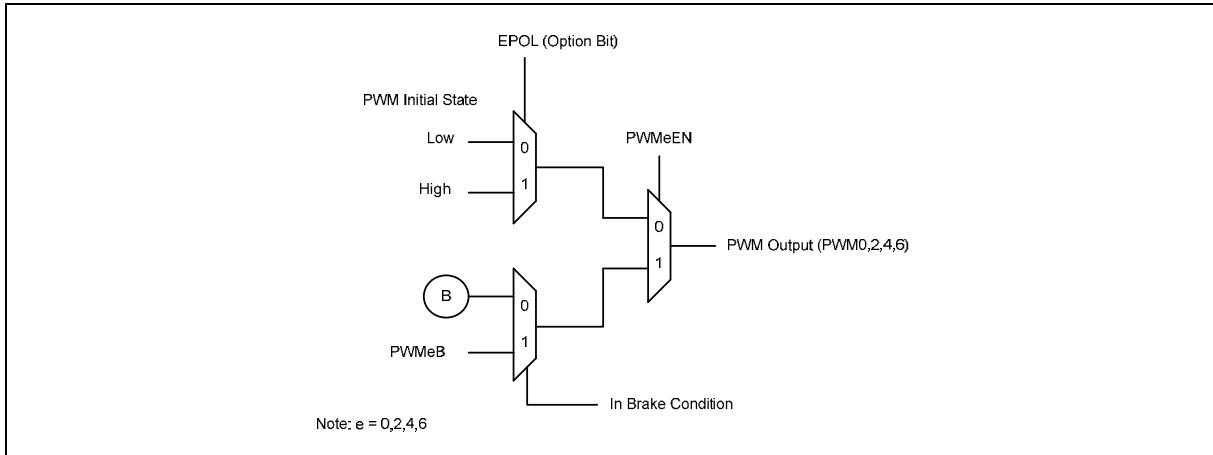 EPOL (Option Bit)
PWM Initial State
Low
0
PWMeEN
High
1
0
PWM Output (PWM0,2,4,6)
1
B
0
PWMeB
1
In Brake Condition
Note: e = 0,2,4,6